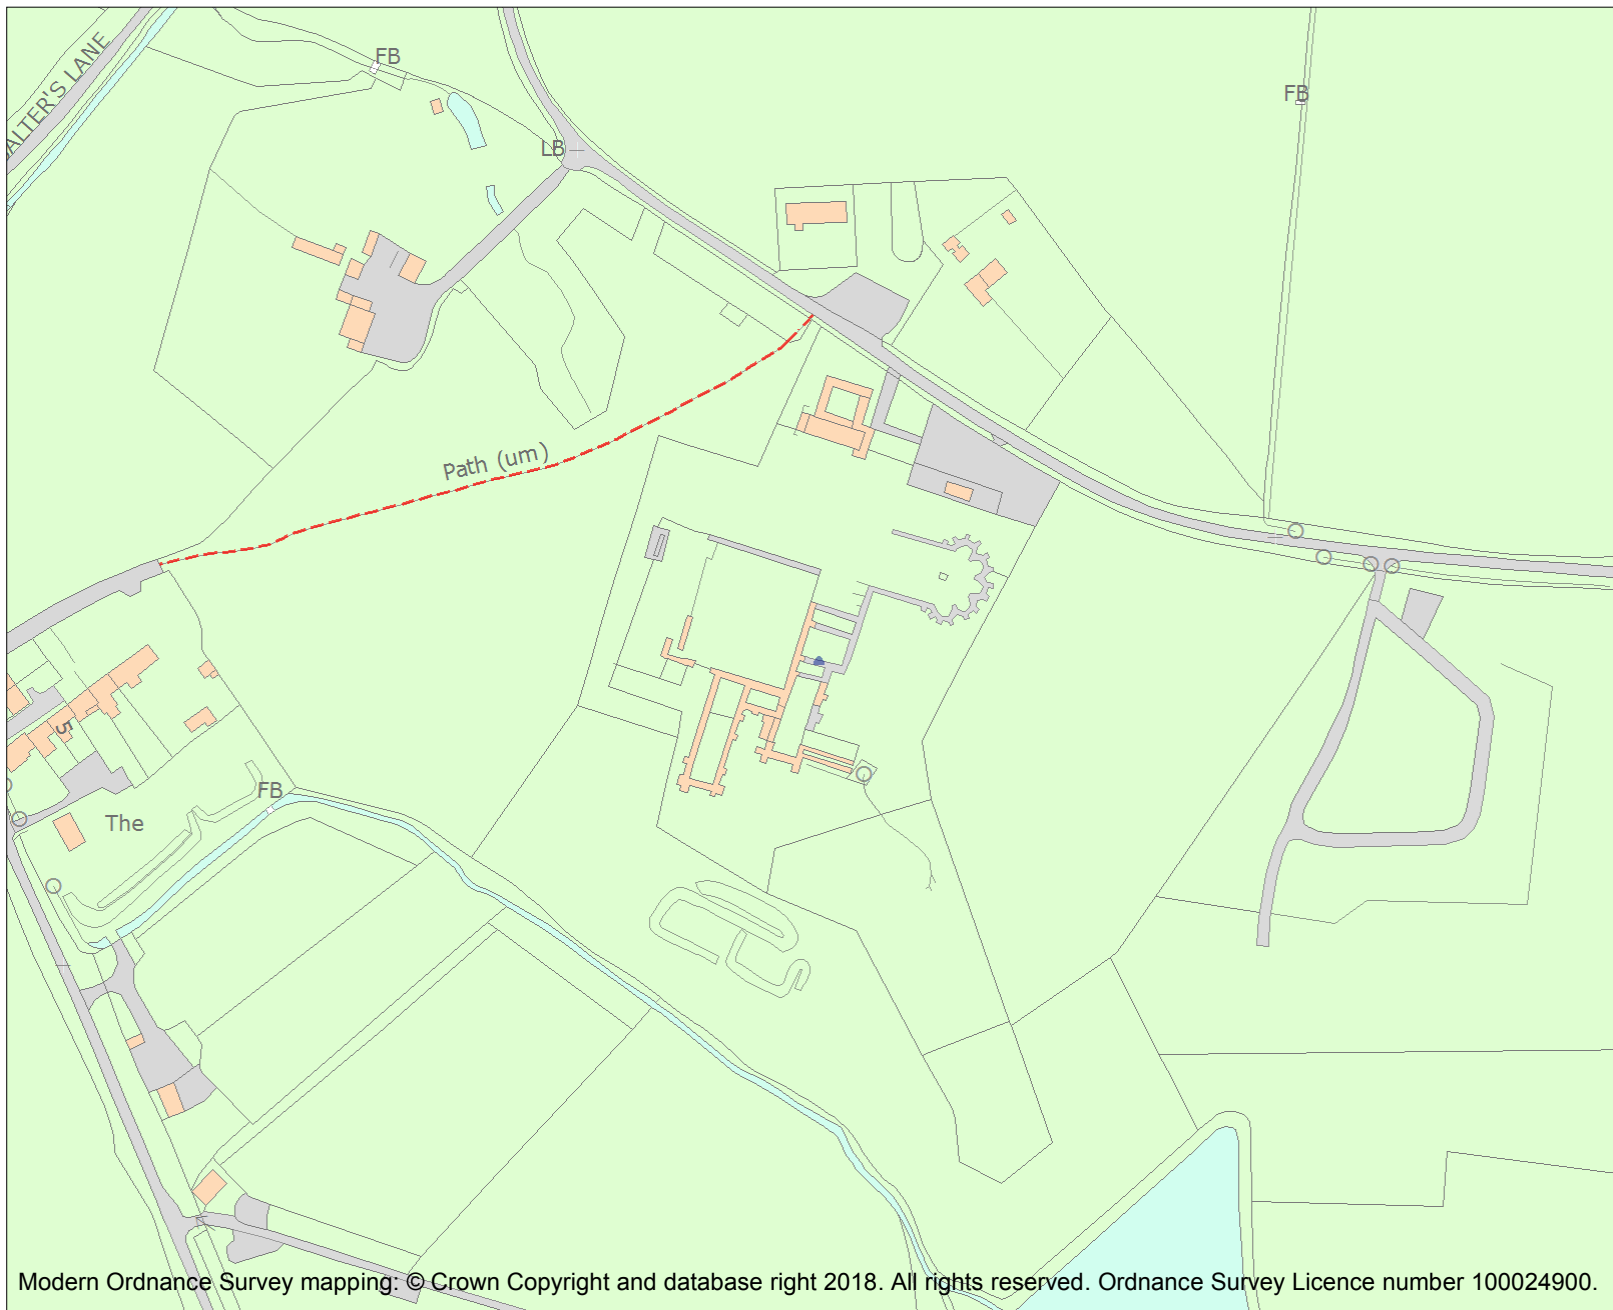 FB
ALTER'S LANE
FB
LB
Path (um)
5
FB
The
Modern Ordnance Survey mapping: © Crown Copyright and database right 2018. All rights reserved. Ordnance Survey Licence number 100024900.